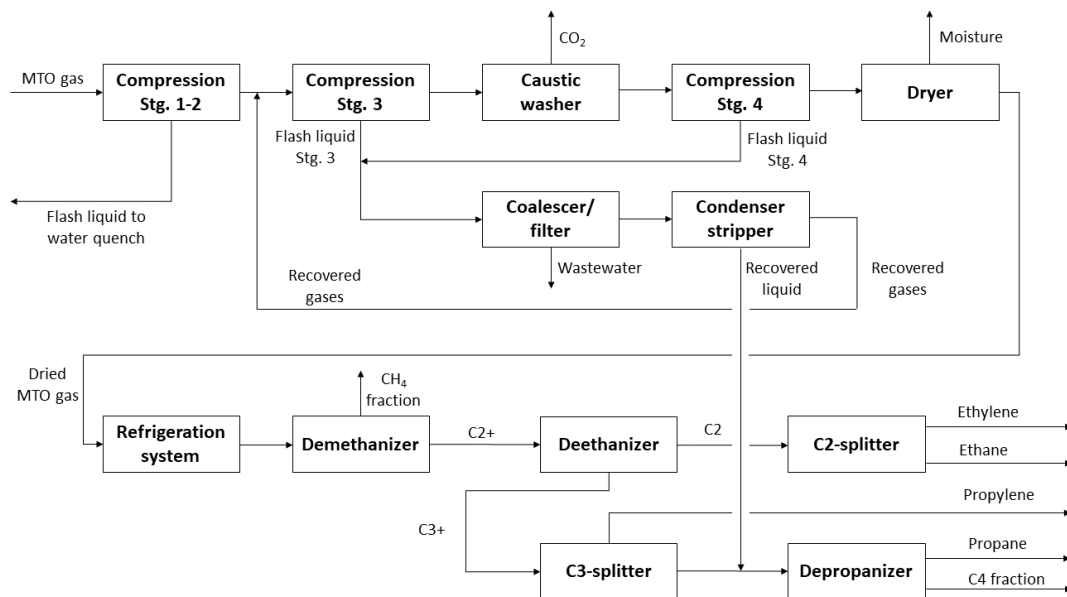 MTO gas
Compression
Stg. 1-2
Compression
Stg. 3
CO₂
Caustic
washer
Compression
Stg. 4
Moisture
Dryer
Flash liquid
Stg. 3
Flash liquid
Stg. 4
Flash liquid to
water quench
Coalescer/
filter
Condenser
stripper
Wastewater
Recovered
gases
Recovered
liquid
Recovered
gases
Dried
MTO gas
CH₄
fraction
Refrigeration
system
Demethanizer
C2+
Deethanizer
C2
C2-splitter
Ethylene
Ethane
C3+
Propylene
C3-splitter
Depropanizer
Propane
C4 fraction